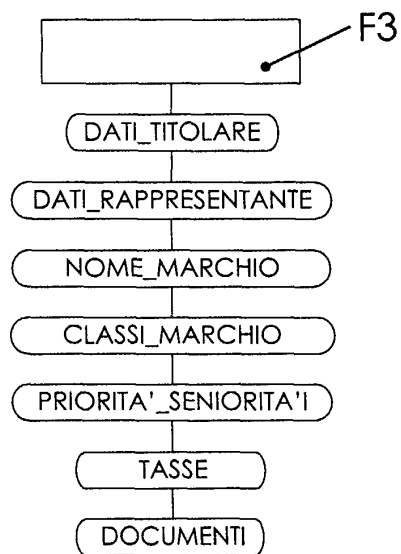 F3
DATI_TITOLARE
DATI_RAPPRESENTANTE
NOME_MARCHIO
CLASSI_MARCHIO
PRIORITA'_SENIORITA'I
TASSE
DOCUMENTI